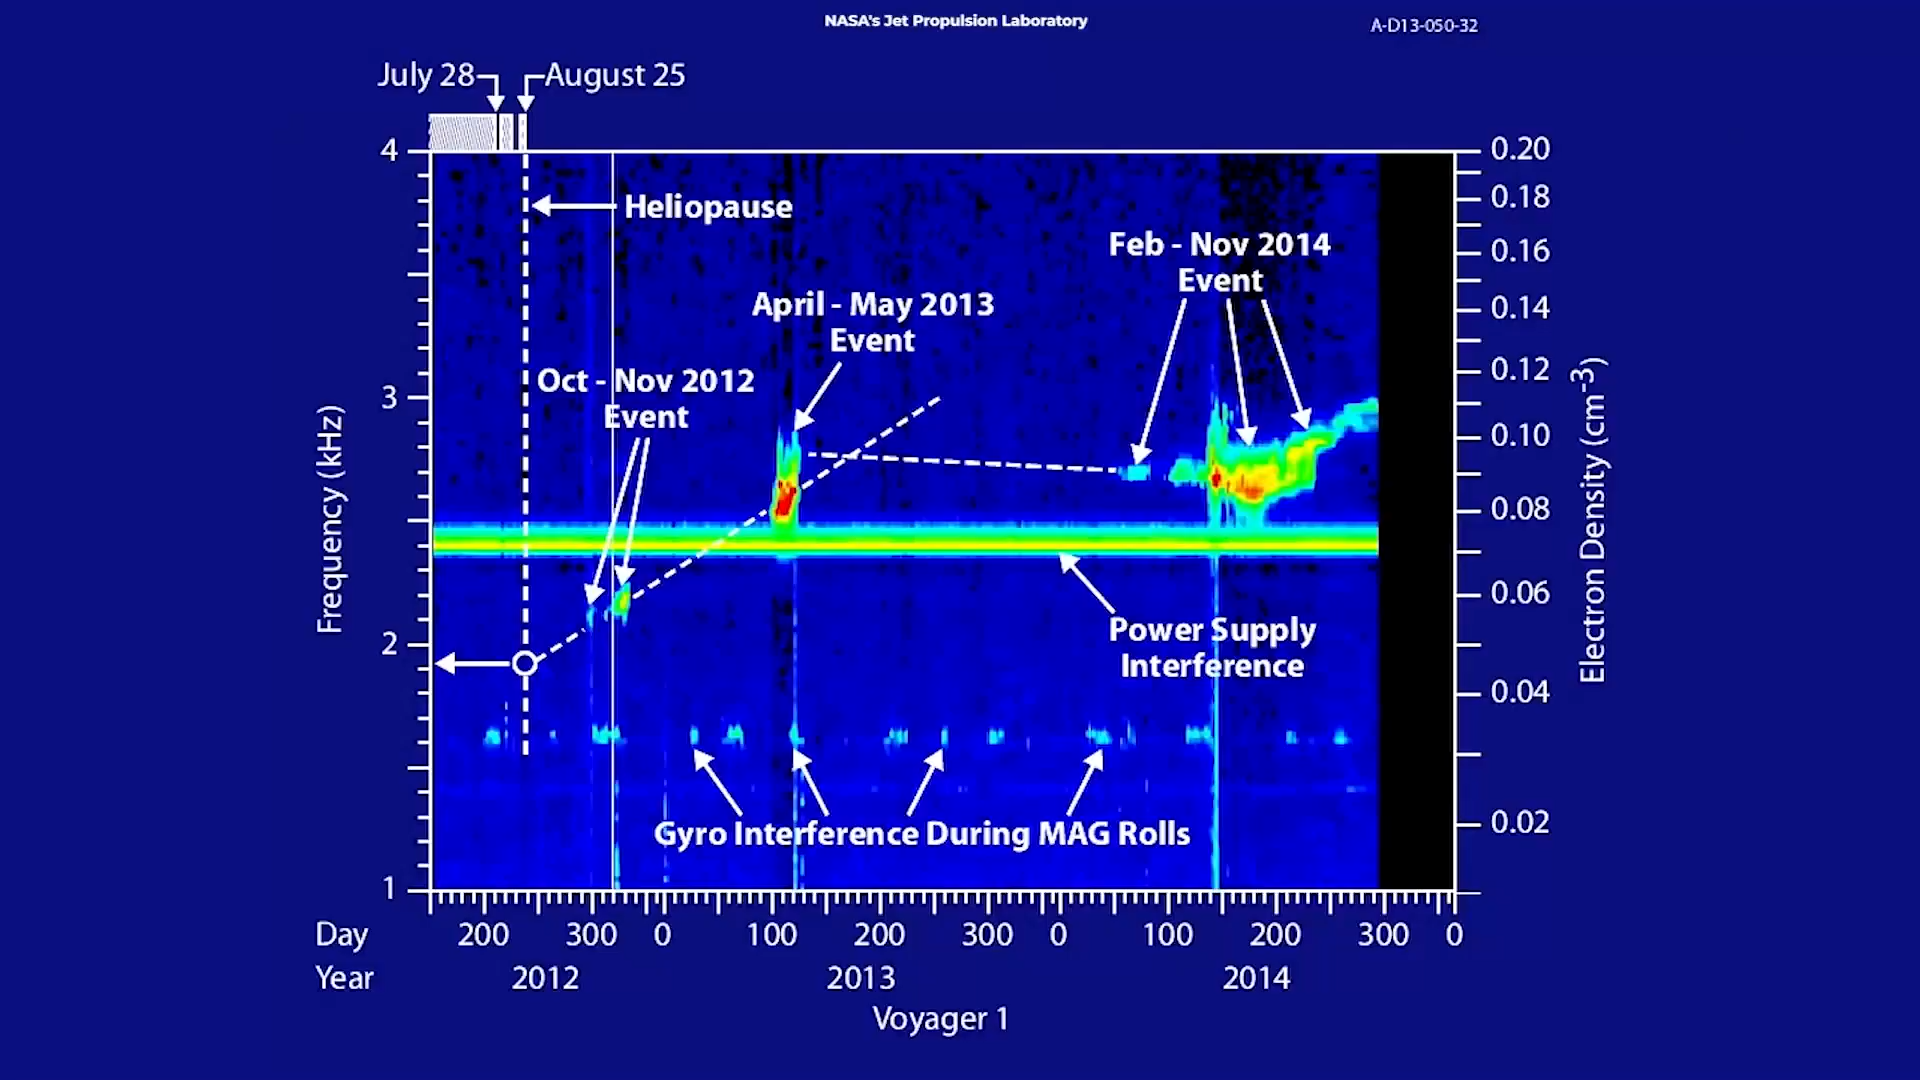 NASA's Jet Propulsion Laboratory
A-D13-050-32
July 28
August 25
4
0.20
0.18
Heliopause
Feb - Nov 2014
Event
0.16
April - May 2013
Event
0.14
Oct - Nov 2012
Event
0.12
3
0.10
Frequency (kHz)
Electron Density (cm-3)
0.08
0.06
Power Supply
Interference
2
0.04
Gyro Interference During MAG Rolls
0.02
1
Day 200 300 0 100 200 300 0 100 200 300 0
Year 2012 2013 2014
Voyager 1